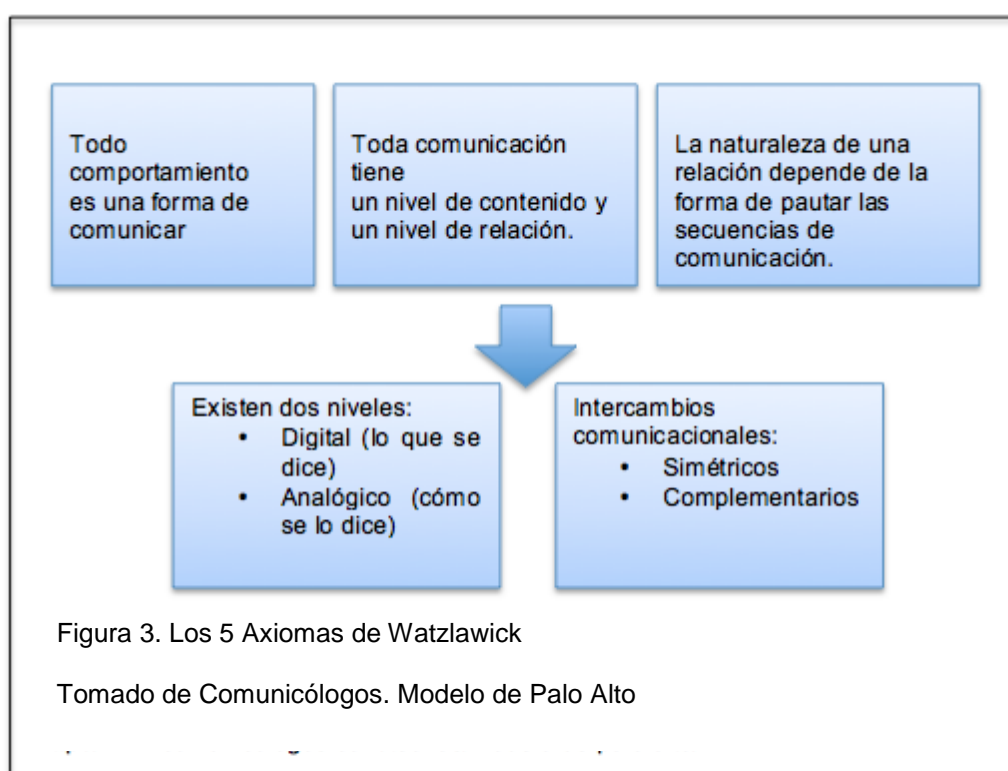 Todo
comportamiento
es una forma de
comunicar
Toda comunicación
tiene
un nivel de contenido y
un nivel de relación.
La naturaleza de una
relación depende de la
forma de pautar las
secuencias de
comunicación.
Existen dos niveles:
• Digital (lo que se
dice)
• Analógico (cómo
se lo dice)
Intercambios
comunicacionales:
• Simétricos
• Complementarios
Figura 3. Los 5 Axiomas de Watzlawick
Tomado de Comunicólogos. Modelo de Palo Alto